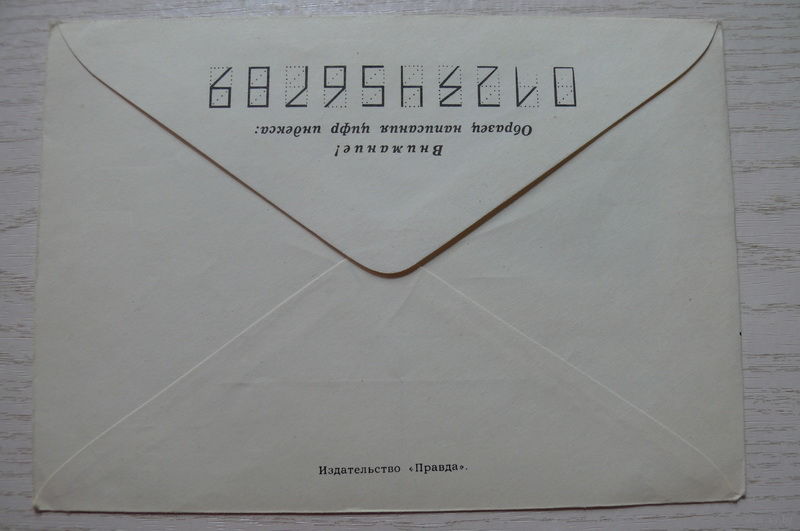 Внимание!
Образец написания цифр индекса:
0123456789
Издательство «Правда».